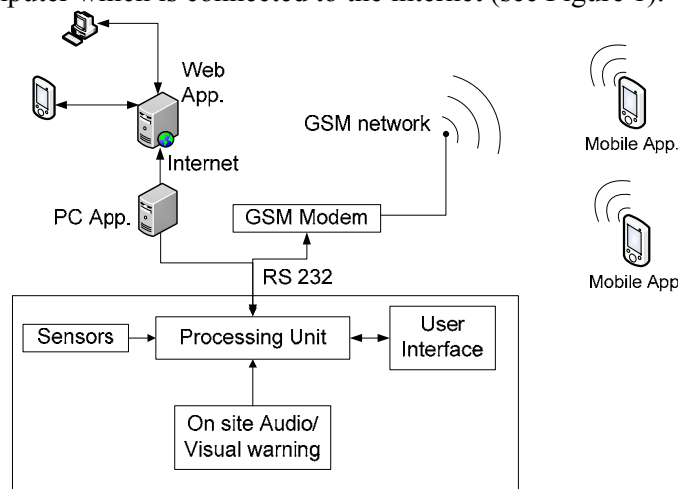 puter which is connected to the internet (see Figure 1).
Web
App.
GSM network
Mobile App.
Internet
PC App.
GSM Modem
Mobile App
RS 232
Sensors
Processing Unit
User
Interface
On site Audio/
Visual warning